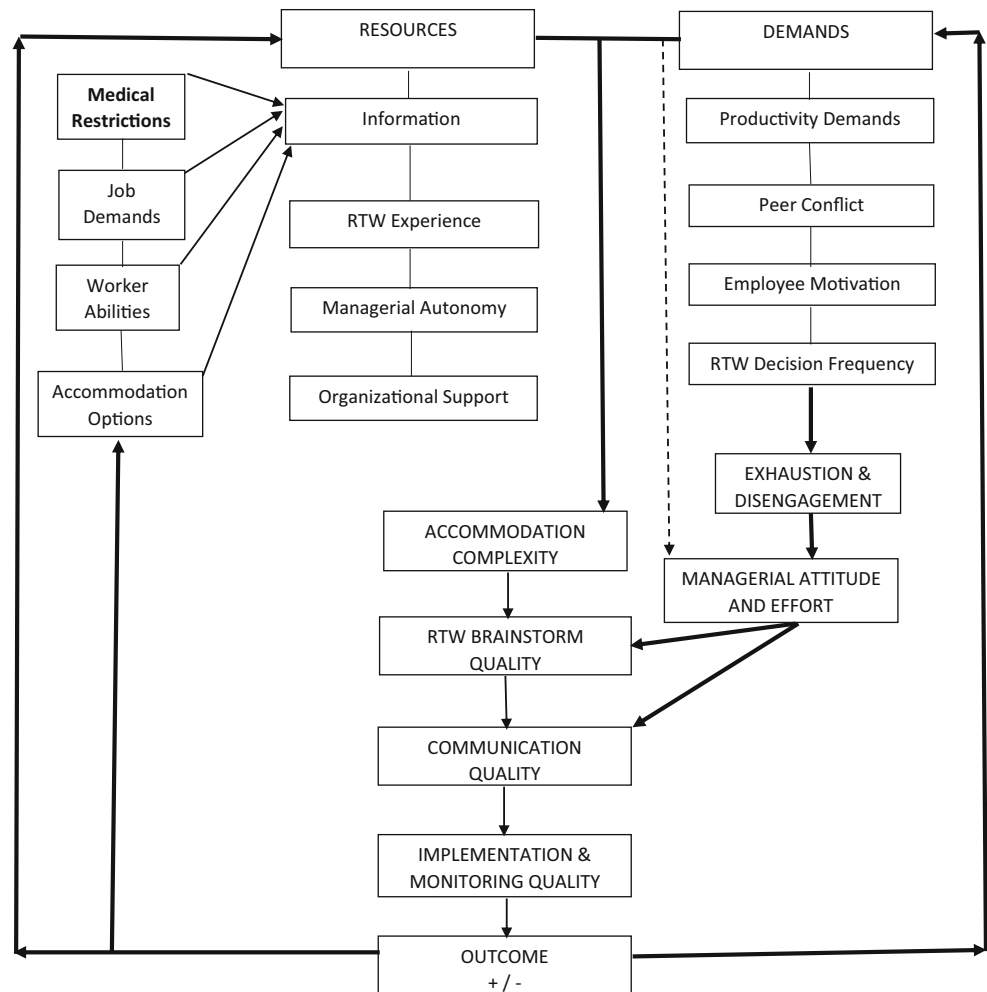 RESOURCES
DEMANDS
Medical
Restrictions
Job
Demands
Worker
Abilities
Accommodation
Options
Information
RTW Experience
Managerial Autonomy
Organizational Support
Productivity Demands
Peer Conflict
Employee Motivation
RTW Decision Frequency
EXHAUSTION &
DISENGAGEMENT
MANAGERIAL ATTITUDE
AND EFFORT
ACCOMMODATION
COMPLEXITY
RTW BRAINSTORM
QUALITY
COMMUNICATION
QUALITY
IMPLEMENTATION &
MONITORING QUALITY
OUTCOME
+ / -